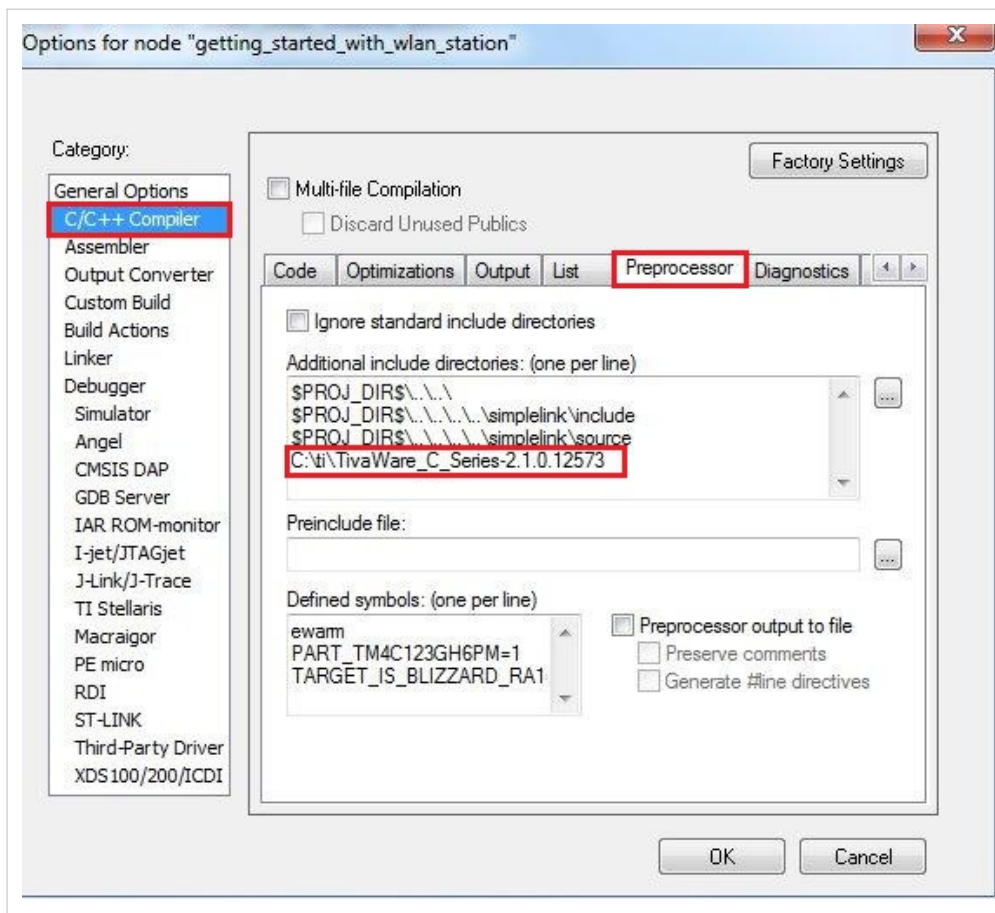 Options for node "getting_started_with_wlan_station"
Category:
General Options
C/C++ Compiler
Assembler
Output Converter
Custom Build
Build Actions
Linker
Debugger
Simulator
Angel
CMSIS DAP
GDB Server
IAR ROM-monitor
I-jet/JTAGjet
J-Link/J-Trace
TI Stellaris
Macraigor
PE micro
RDI
ST-LINK
Third-Party Driver
XDS100/200/ICDI
Factory Settings
Multi-file Compilation
Discard Unused Publics
Code Optimizations Output List Preprocessor Diagnostics
Ignore standard include directories
Additional include directories: (one per line)
$PROJ_DIR$\..\..\
$PROJ_DIR$\..\..\..\..\simplelink\include
$PROJ_DIR$\..\..\..\..\simplelink\source
C:\ti\TivaWare_C_Series-2.1.0.12573
...
Preinclude file:
...
Defined symbols: (one per line)
ewarm
PART_TM4C123GH6PM=1
TARGET_IS_BLIZZARD_RA1
Preprocessor output to file
Preserve comments
Generate #line directives
OK Cancel